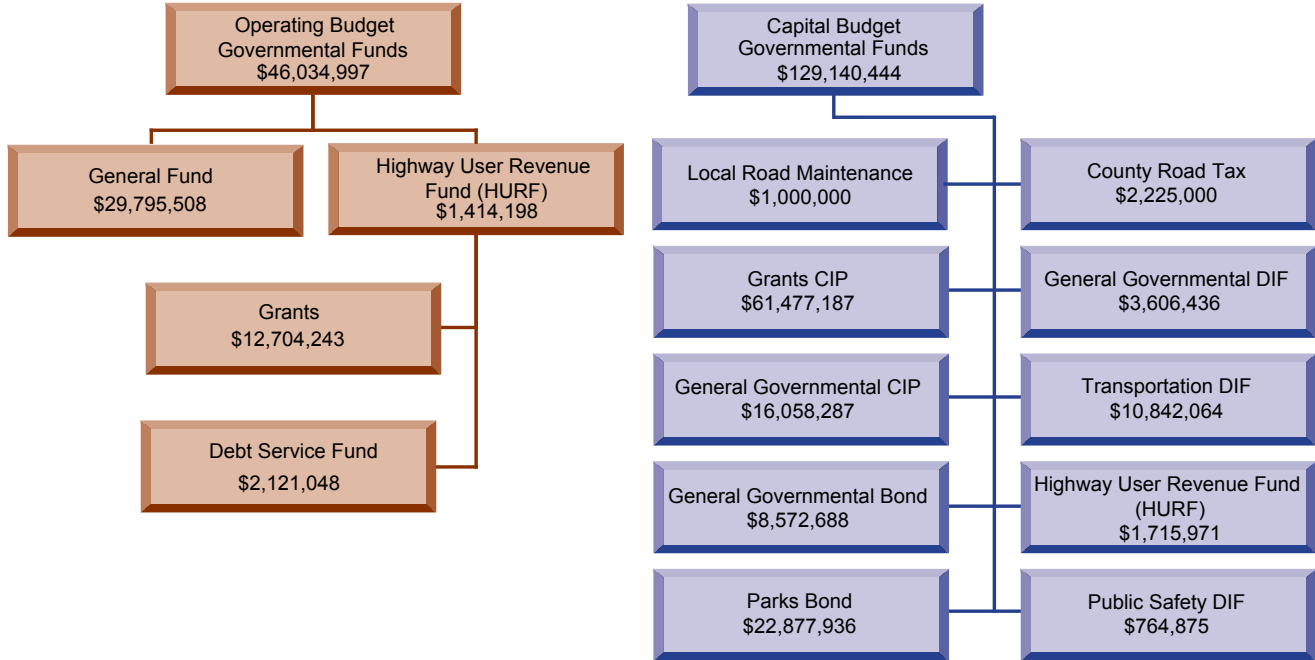 Operating Budget
Governmental Funds
$46,034,997
General Fund
$29,795,508
Highway User Revenue
Fund (HURF)
$1,414,198
Grants
$12,704,243
Debt Service Fund
$2,121,048
Capital Budget
Governmental Funds
$129,140,444
Local Road Maintenance
$1,000,000
County Road Tax
$2,225,000
Grants CIP
$61,477,187
General Governmental DIF
$3,606,436
General Governmental CIP
$16,058,287
Transportation DIF
$10,842,064
General Governmental Bond
$8,572,688
Highway User Revenue Fund
(HURF)
$1,715,971
Parks Bond
$22,877,936
Public Safety DIF
$764,875